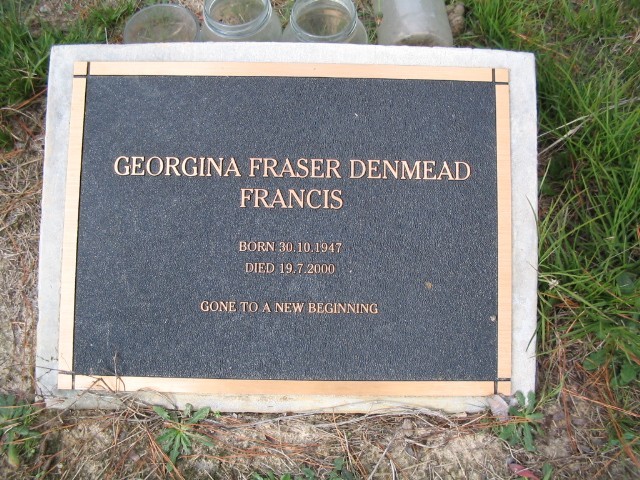 GEORGINA FRASER DENMEAD
FRANCIS
BORN 30.10.1947
DIED 19.7.2000
GONE TO A NEW BEGINNING